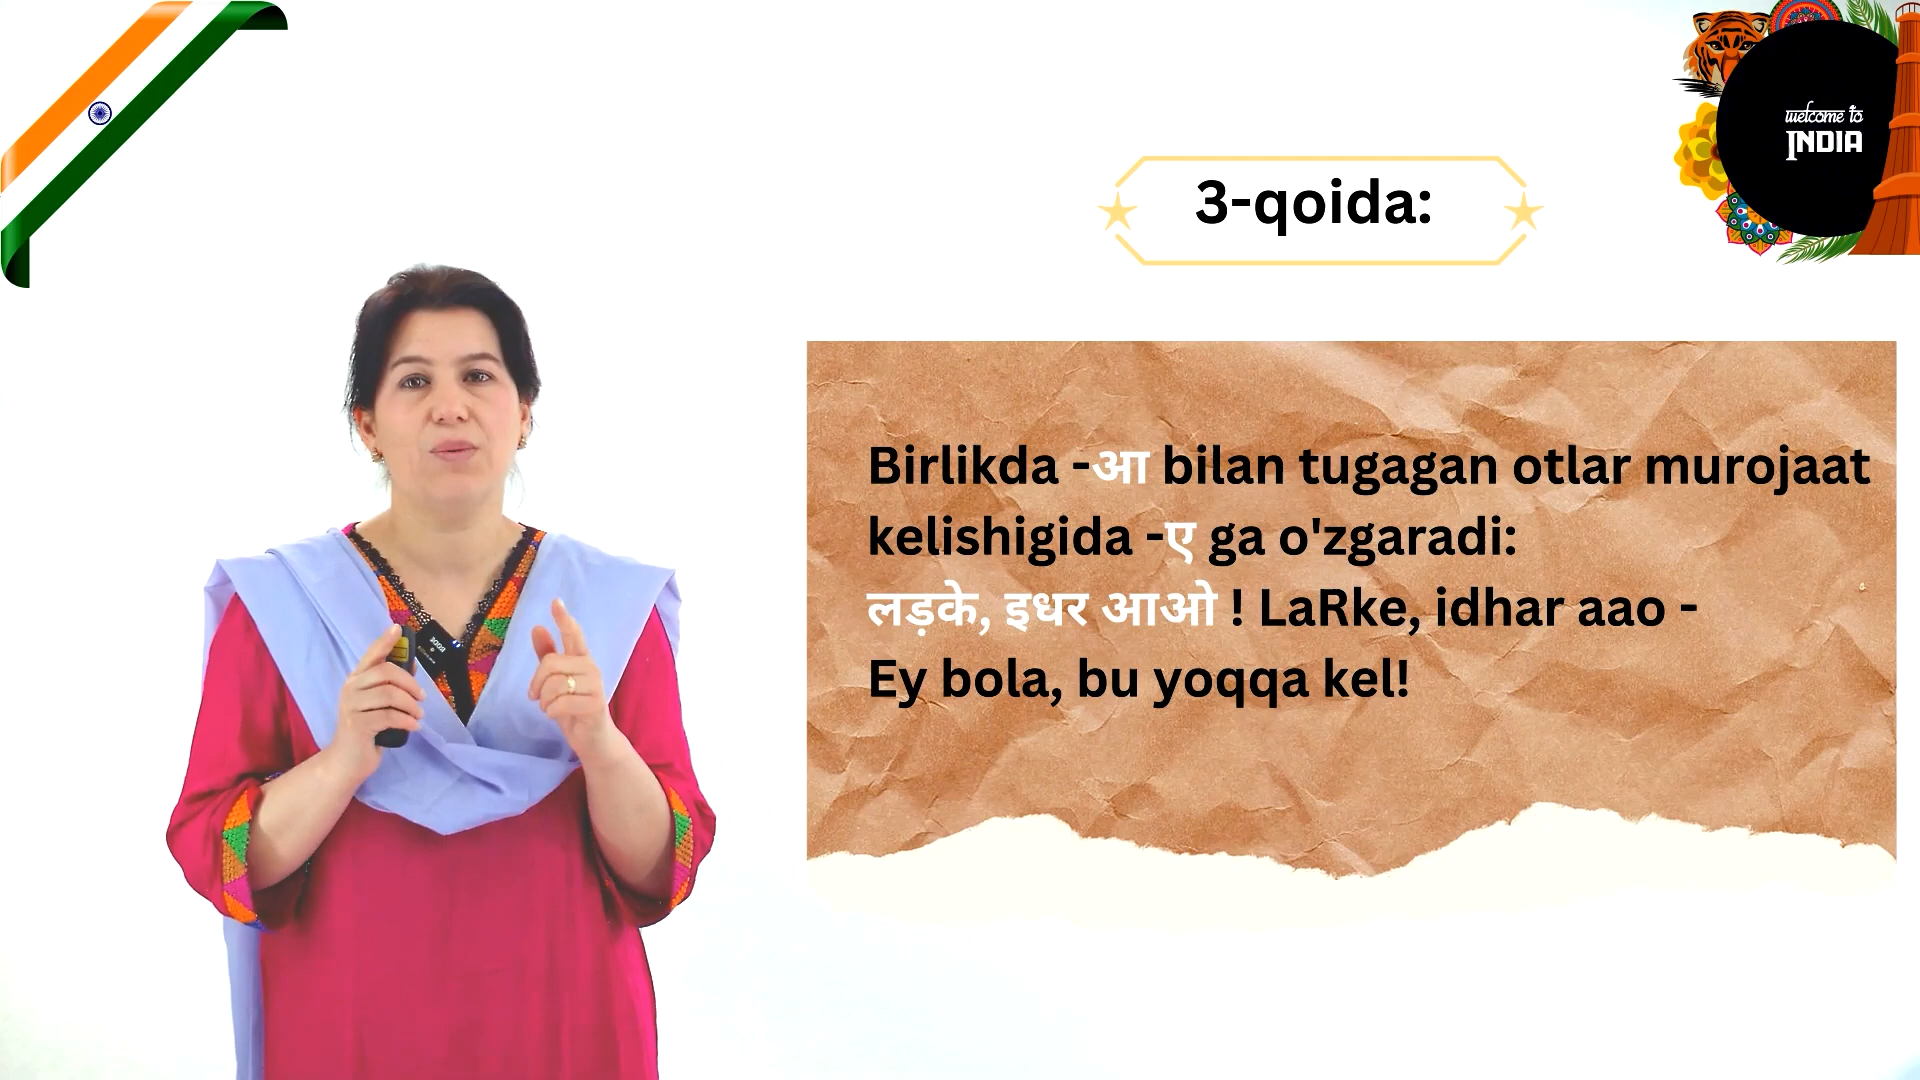 welcome to
INDIA
3-qoida:
Birlikda -आ bilan tugagan otlar murojaat
kelishigida -ए ga o'zgaradi:
लड़के, इधर आओ ! LaRke, idhar aao -
Ey bola, bu yoqqa kel!